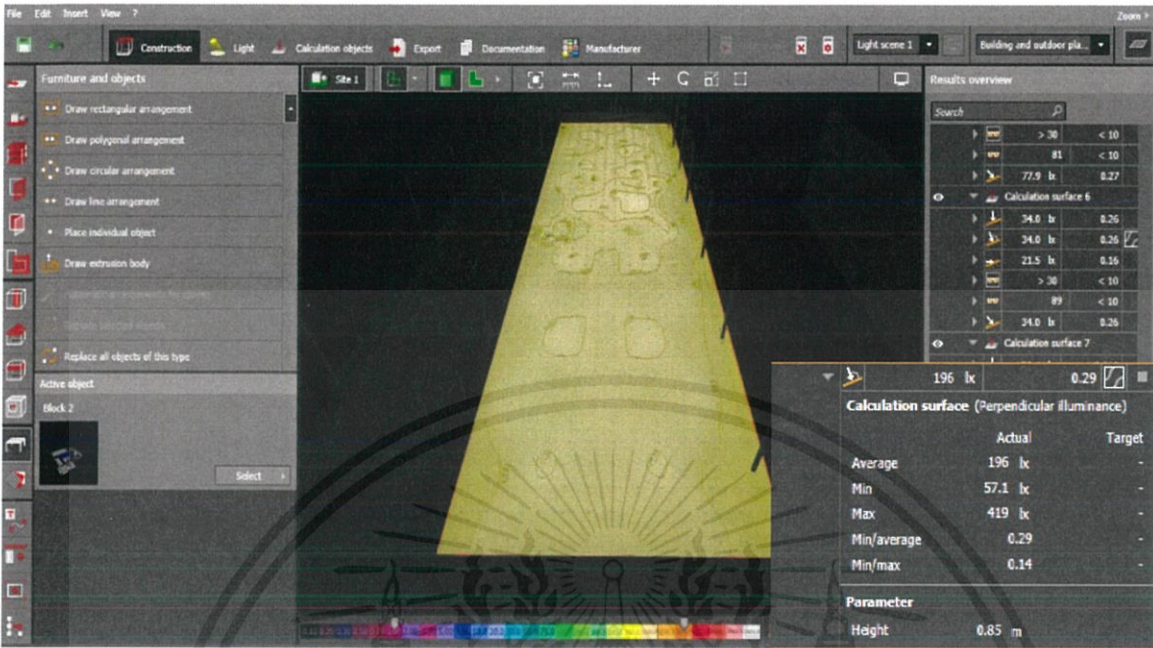 File Edit Insert View ?
Zoom
Construction Light Calculation objects Export Documentation Manufacturer Light scene 1 Building and outdoor pla...
Furniture and objects
Site 1
Results overview
Draw rectangular arrangement
Draw polygonal arrangement
Draw circular arrangement
Draw line arrangement
Place individual object
Draw extrusion body
Replace all objects of this type
Active object
Block 2
Select
Search
> 30 < 10
81 < 10
77.9 lx 0.27
Calculation surface 6
34.0 lx 0.26
34.0 lx 0.26
21.5 lx 0.16
> 30 < 10
89 < 10
34.0 lx 0.26
Calculation surface 7
196 lx 0.29
Calculation surface (Perpendicular illuminance)
Actual Target
Average 196 lx -
Min 57.1 lx -
Max 419 lx -
Min/average 0.29 -
Min/max 0.14 -
Parameter
Height 0.85 m